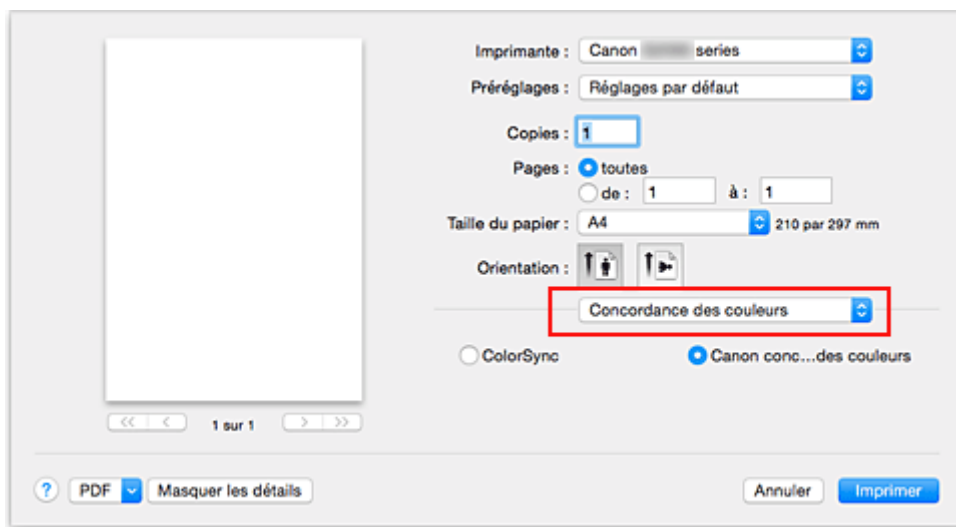 Imprimante : Canon series
Préréglages : Réglages par défaut
Copies : 1
Pages : toutes
de : 1 à : 1
Taille du papier : A4 210 par 297 mm
Orientation :
Concordance des couleurs
ColorSync Canon conc...des couleurs
<< < 1 sur 1 > >>
? PDF Masquer les détails Annuler Imprimer